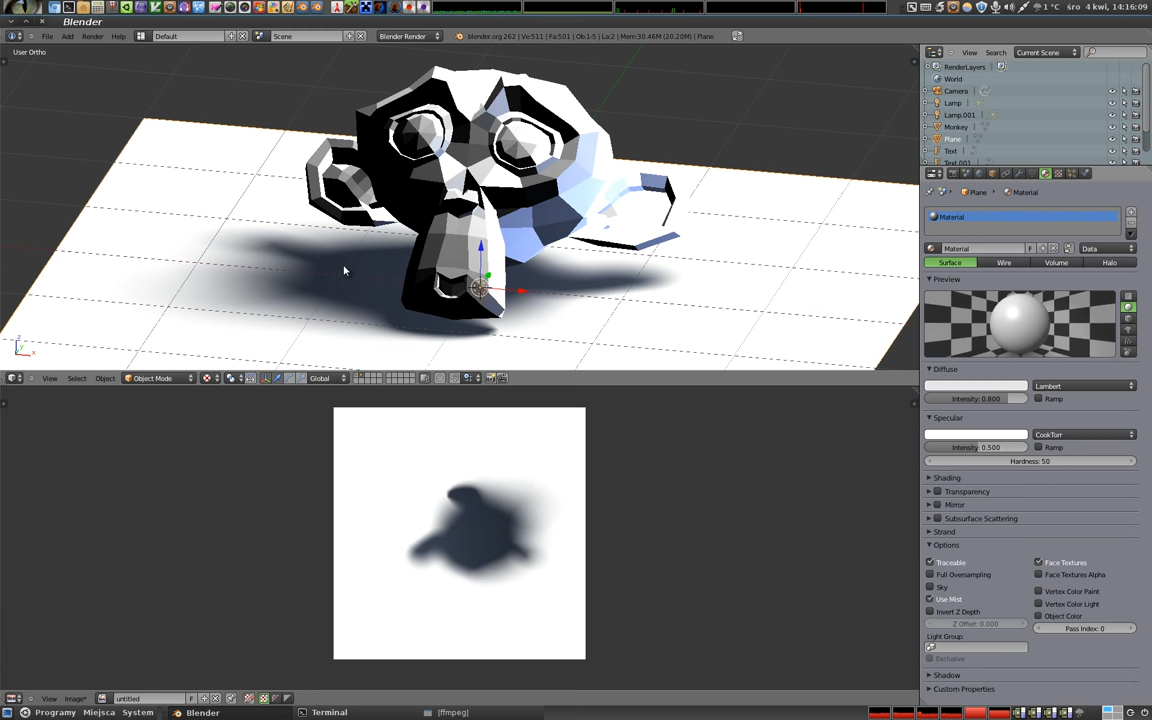 1 °C śro 4 kwi, 14:16:09
Blender
File Add Render Help Default Scene Blender Render blender.org 262 | Ve:511 | Fa:501 | Ob:1-5 | La:2 | Mem:30.46M (20.20M) | Plane
View Search Current Scene
User Ortho
RenderLayers
World
Camera
Lamp
Lamp.001
Monkey
Plane
Text
Text.001
Plane Material
Material
Material F Data
Surface Wire Volume Halo
Preview
Diffuse
Lambert
Intensity: 0.800 Ramp
Specular
CookTorr
Intensity: 0.500 Ramp
Hardness: 50
Shading
Transparency
Mirror
Subsurface Scattering
Strand
Options
Traceable Face Textures
Full Oversampling Face Textures Alpha
Sky Vertex Color Paint
Use Mist Vertex Color Light
Invert Z Depth Object Color
Z Offset: 0.000 Pass Index: 0
Light Group:
Exclusive
Shadow
Custom Properties
z
y
x
View Select Object Object Mode Global
View Image* untitled F
Programy Miejsca System Blender Terminal [ffmpeg]